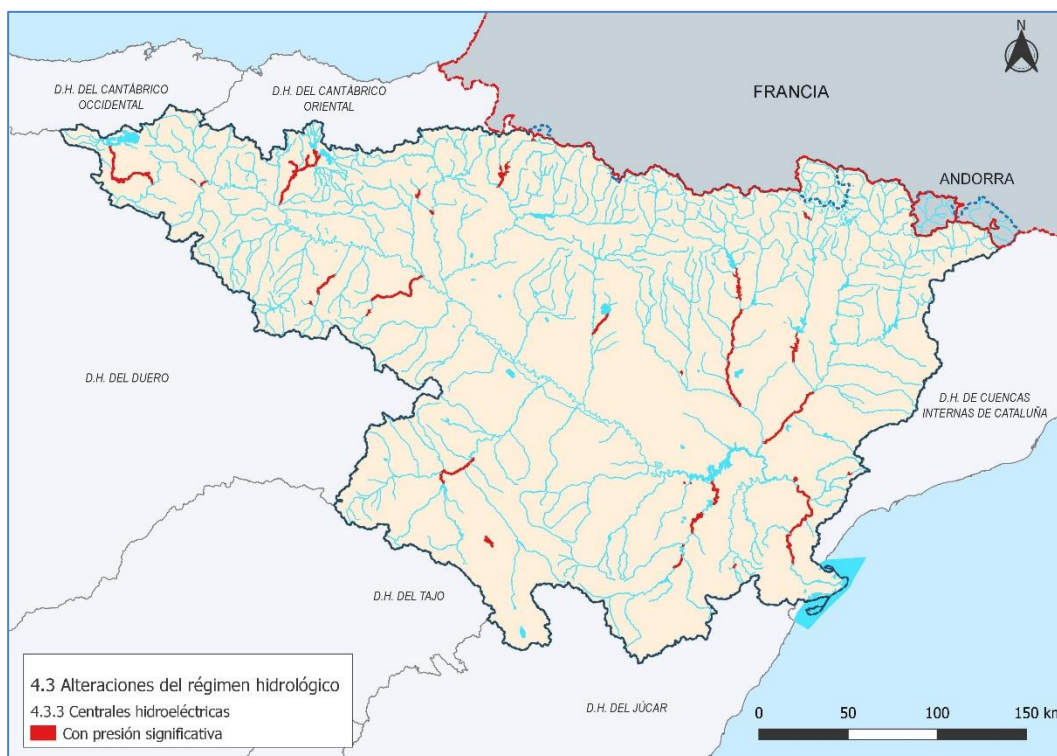 N
D.H. DEL CANTÁBRICO
OCCIDENTAL
D.H. DEL CANTÁBRICO
ORIENTAL
FRANCIA
ANDORRA
D.H. DEL DUERO
D.H. DE CUENCAS
INTERNAS DE CATALUÑA
D.H. DEL TAJO
D.H. DEL JÚCAR
4.3 Alteraciones del régimen hidrológico
4.3.3 Centrales hidroeléctricas
Con presión significativa
0 50 100 150 km